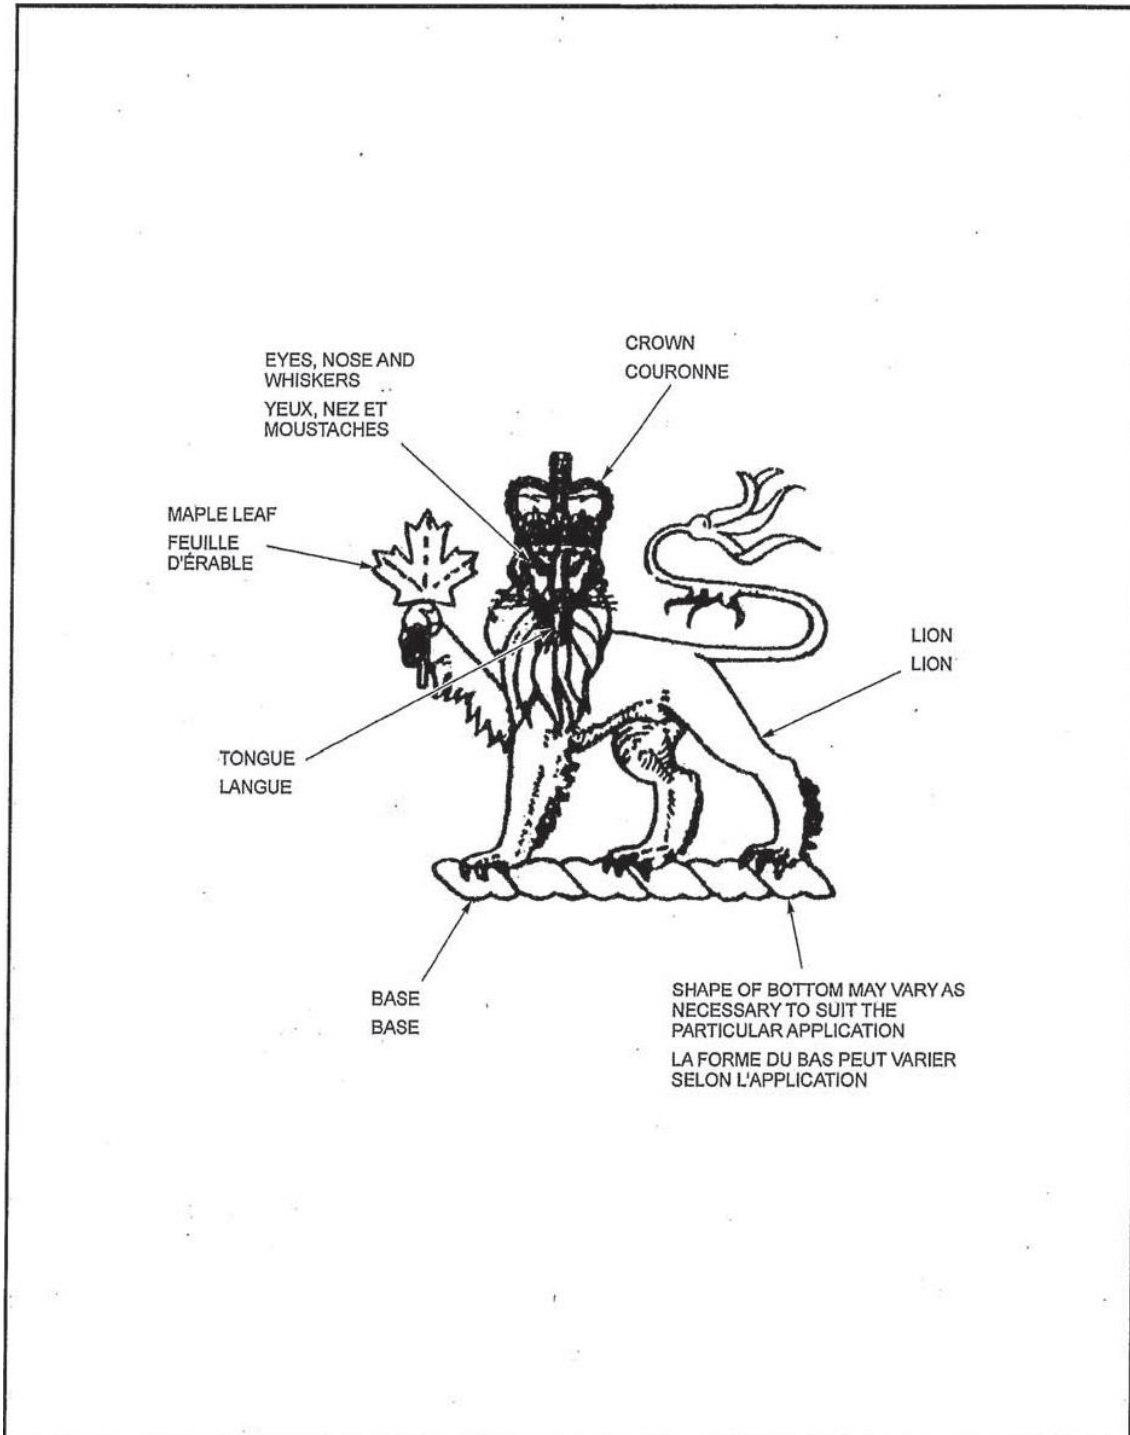 CROWN
COURONNE
EYES, NOSE AND
WHISKERS
YEUX, NEZ ET
MOUSTACHES
MAPLE LEAF
FEUILLE
D'ÉRABLE
LION
LION
TONGUE
LANGUE
BASE
BASE
SHAPE OF BOTTOM MAY VARY AS
NECESSARY TO SUIT THE
PARTICULAR APPLICATION
LA FORME DU BAS PEUT VARIER
SELON L'APPLICATION